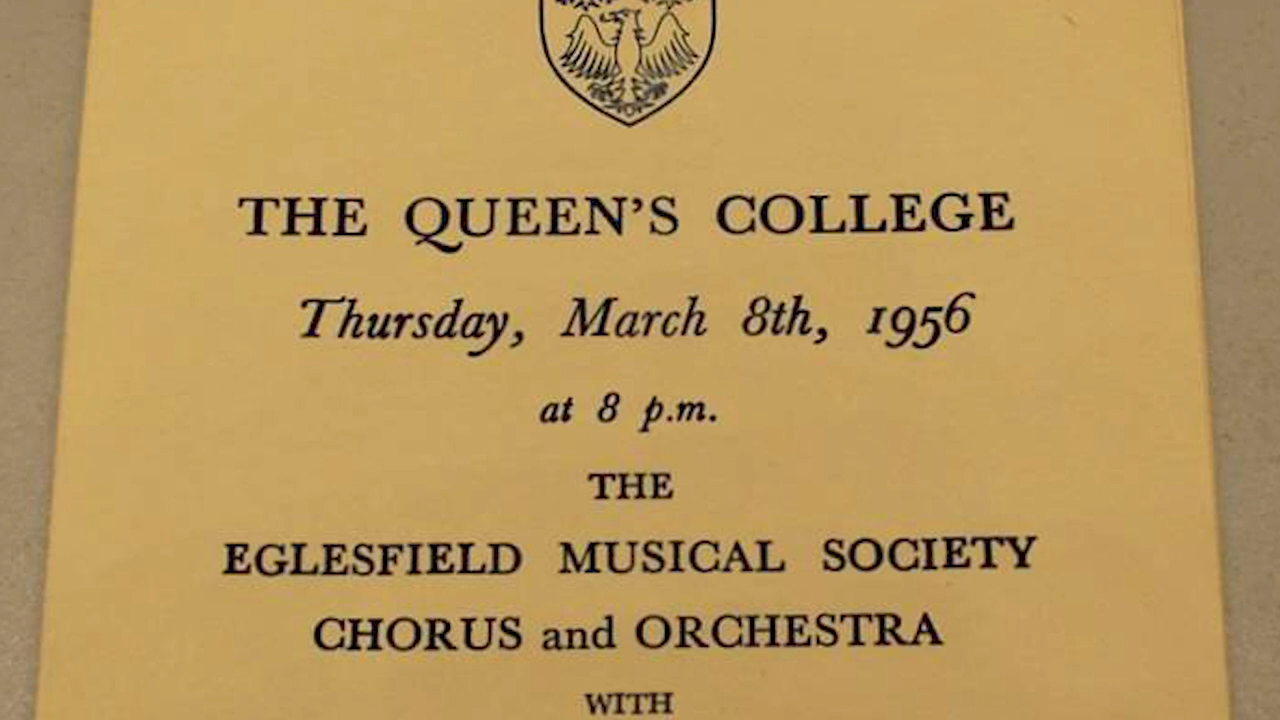 THE QUEEN'S COLLEGE
Thursday, March 8th, 1956
at 8 p.m.
THE
EGLESFIELD MUSICAL SOCIETY
CHORUS and ORCHESTRA
WITH